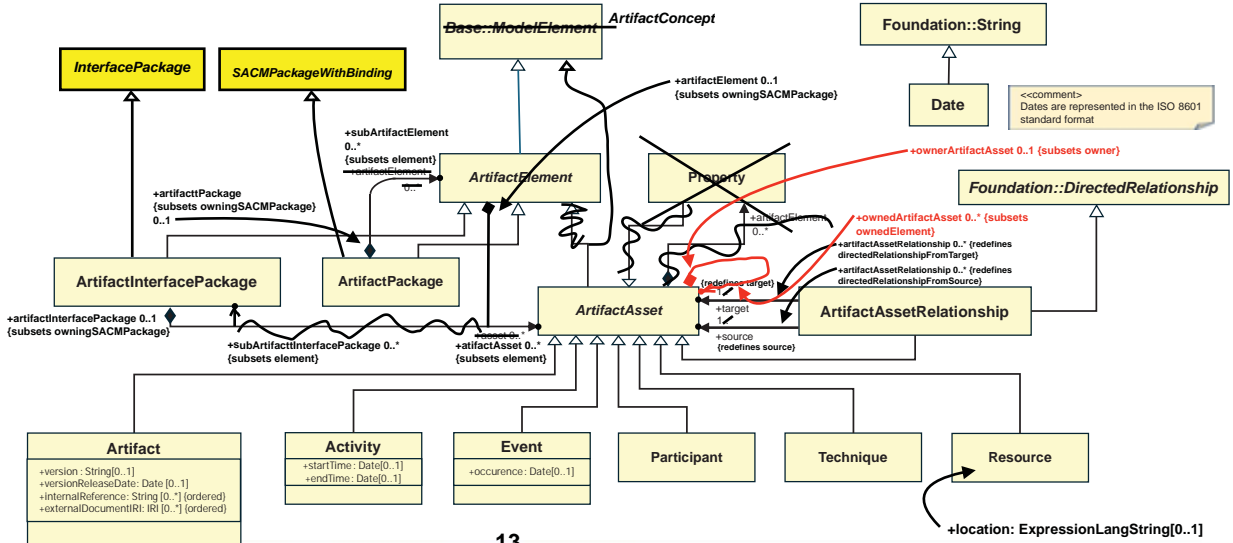 Base::ModelElement
ArtifactConcept
Foundation::String
InterfacePackage
SACMPackageWithBinding
+artifactElement 0..1
{subsets owningSACMPackage}
Date
<<comment>
Dates are represented in the ISO 8601
standard format
+subArtifactElement
0..*
{subsets element}
+artifactElement
0..*
ArtifactElement
Property
+ownerArtifactAsset 0..1 {subsets owner}
Foundation::DirectedRelationship
+artifacttPackage
{subsets owningSACMPackage}
0..1
+artifactElement
0..*
+ownedArtifactAsset 0..* {subsets
ownedElement}
+artifactAssetRelationship 0..* {redefines
directedRelationshipFromTarget}
+artifactAssetRelationship 0..* {redefines
directedRelationshipFromSource}
ArtifactInterfacePackage
ArtifactPackage
{redefines target}
1
+target
1
+source
{redefines source}
ArtifactAsset
ArtifactAssetRelationship
+artifactInterfacePackage 0..1
{subsets owningSACMPackage}
+subArtifacttInterfacePackage 0..*
{subsets element}
+asset 0..*
+atifactAsset 0..*
{subsets element}
Artifact
+version : String[0..1]
+versionReleaseDate: Date [0..1]
+internalReference: String [0..*] {ordered}
+externalDocumentIRI: IRI [0..*] {ordered}
Activity
+startTime : Date[0..1]
+endTime : Date[0..1]
Event
+occurence : Date[0..1]
Participant
Technique
Resource
+location: ExpressionLangString[0..1]
13